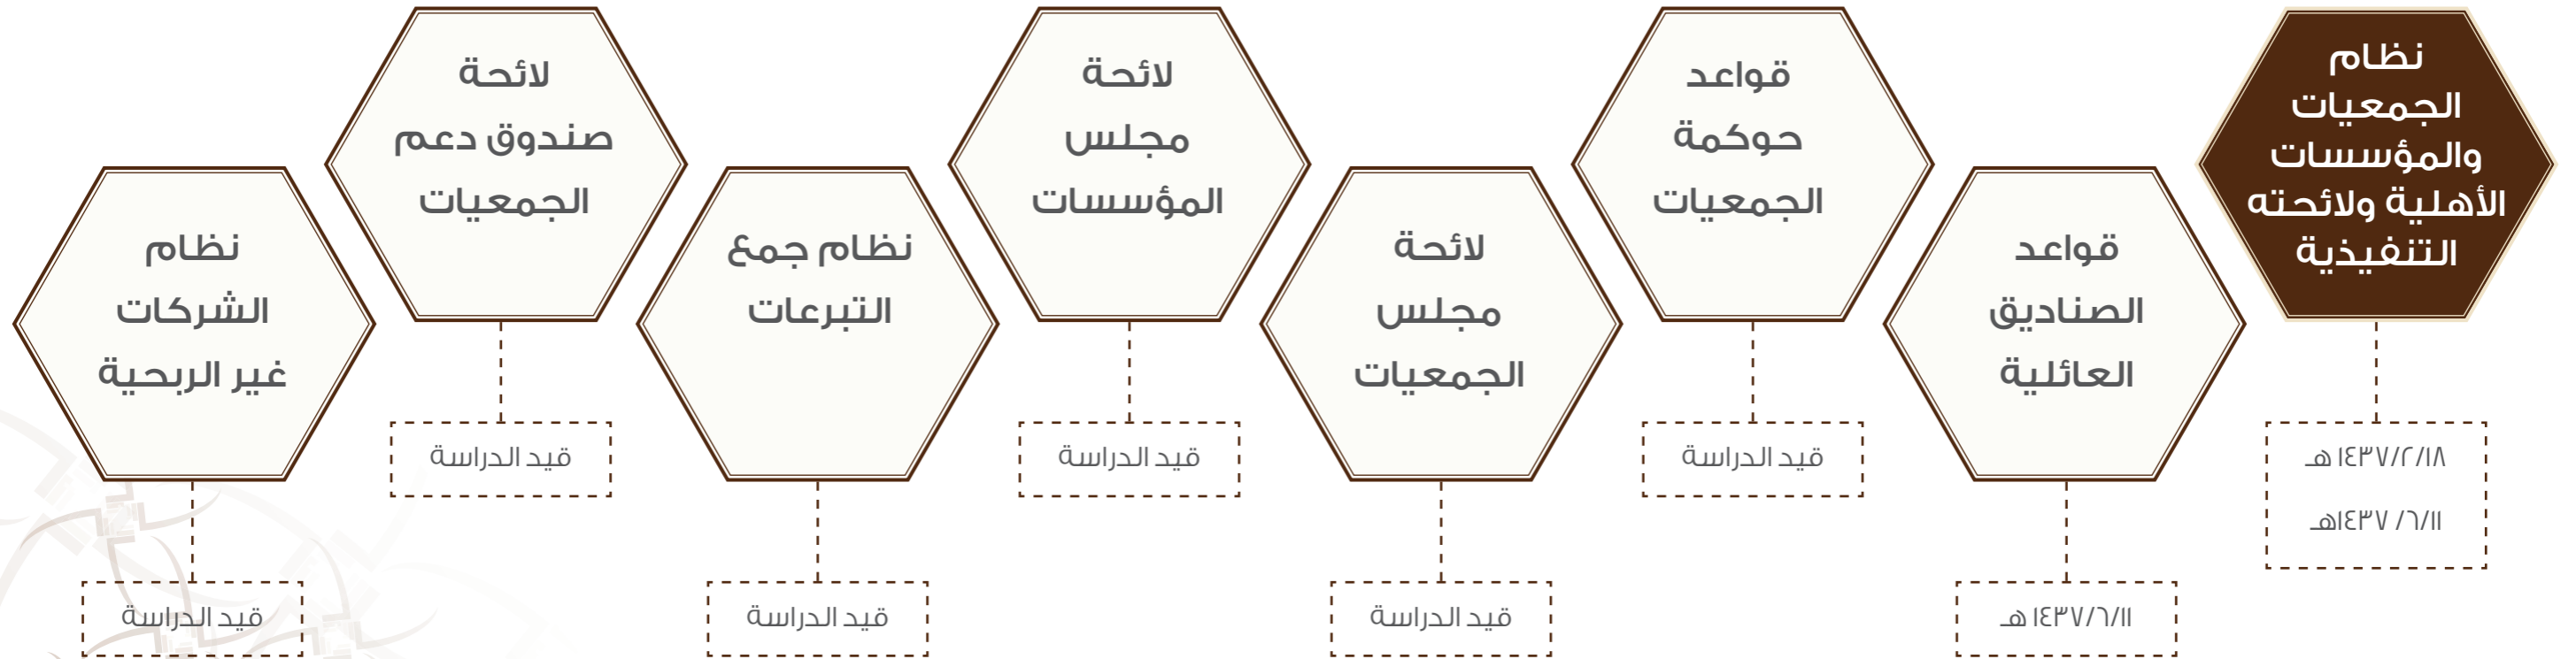 نظام
الجمعيات
والمؤسسات
الأهلية ولائحته
التنفيذية
١٤٣٧/٢/١٨ هـ
١٤٣٧ /٦/١١هـ
قواعد
الصناديق
العائلية
١٤٣٧/٦/١١ هـ
قواعد
حوكمة
الجمعيات
قيد الدراسة
لائحة
مجلس
الجمعيات
قيد الدراسة
لائحة
مجلس
المؤسسات
قيد الدراسة
نظام جمع
التبرعات
قيد الدراسة
لائحة
صندوق دعم
الجمعيات
قيد الدراسة
نظام
الشركات
غير الربحية
قيد الدراسة